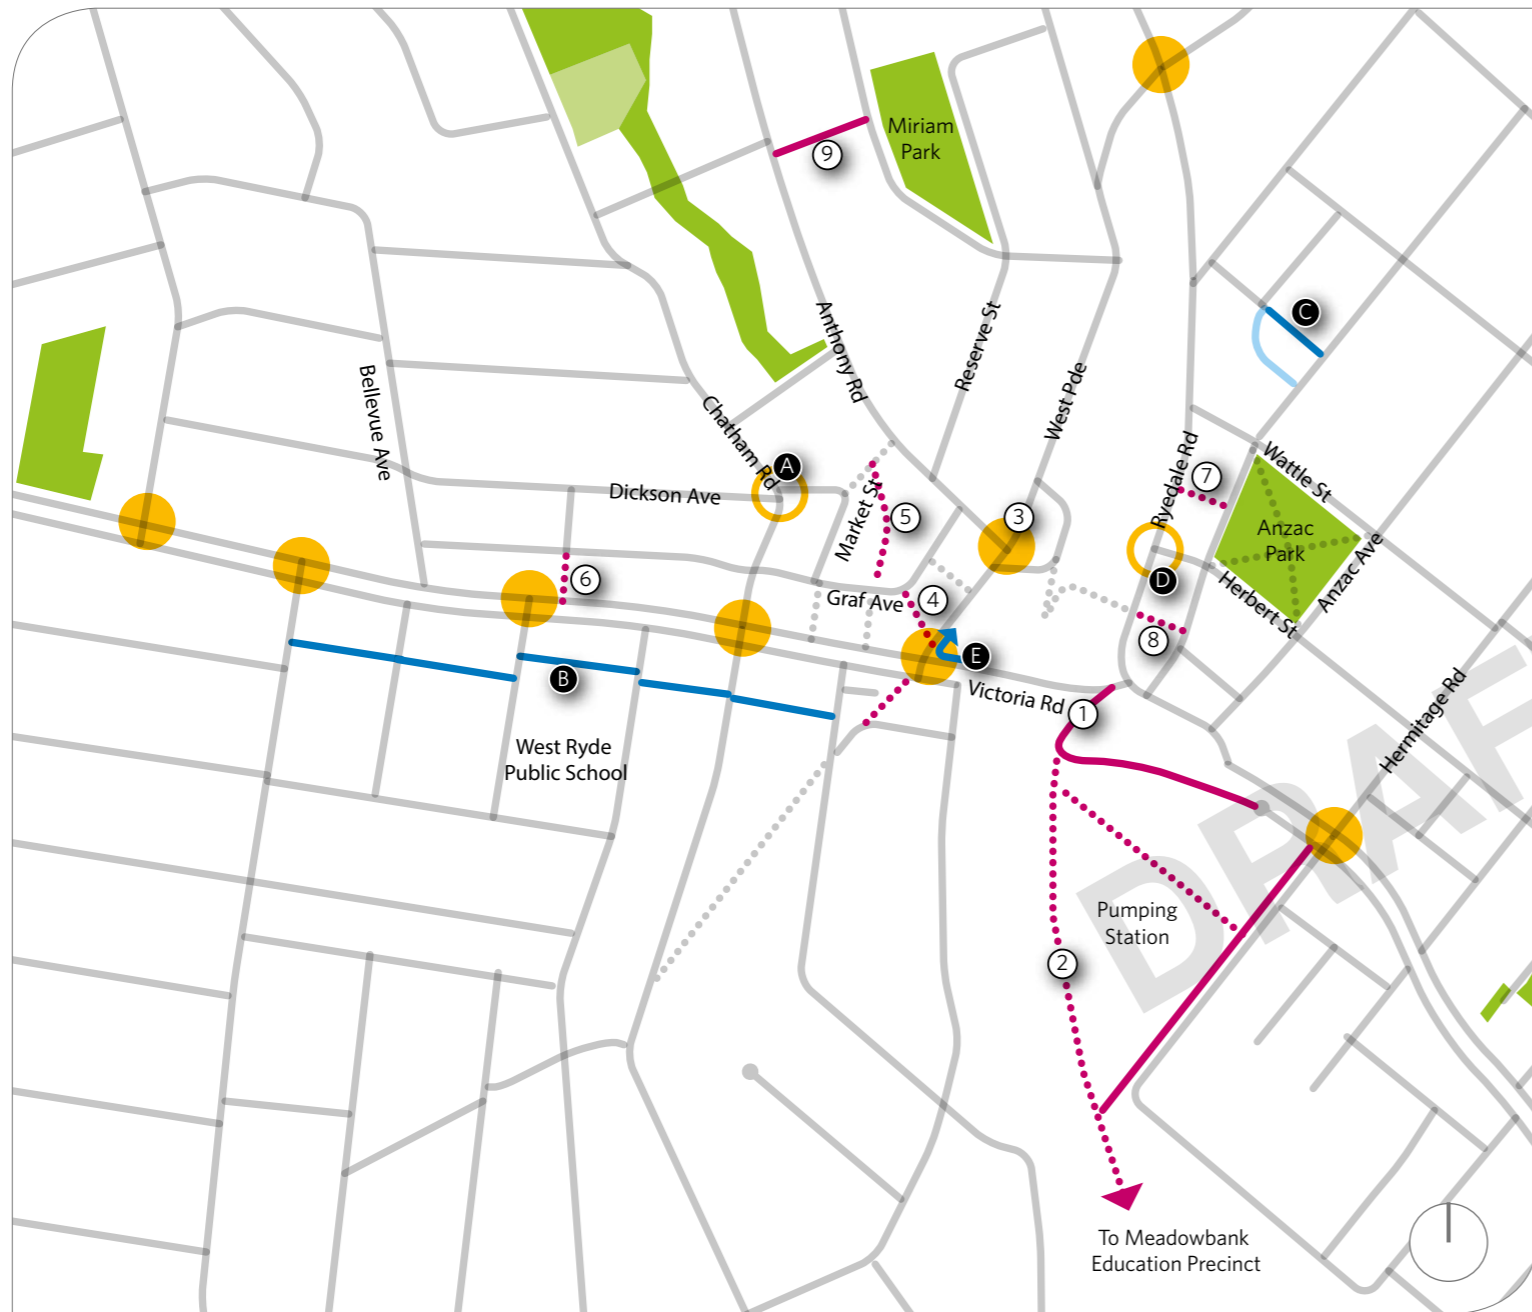 Miriam
Park
9
C
Anthony Rd
Reserve St
West Pde
Bellevue Ave
Chatham Rd
A
Dickson Ave
Market St
5
3
Ryedale Rd
7
Wattle St
Anzac
Park
Anzac Ave
D
Herbert St
6
Graf Ave
4
8
E
B
Victoria Rd
1
Hermitage Rd
West Ryde
Public School
DRAF
Pumping
Station
2
To Meadowbank
Education Precinct